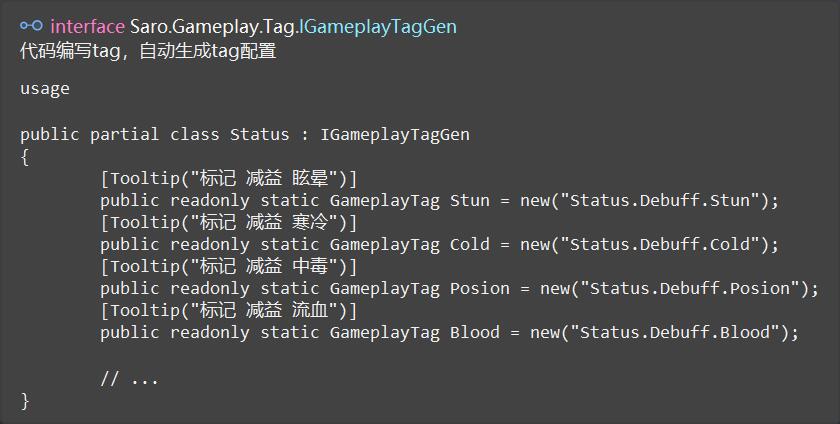 interface Saro.Gameplay.Tag.IGameplayTagGen
代码编写tag，自动生成tag配置
usage
public partial class Status : IGameplayTagGen
{
[Tooltip("标记 减益 眩晕")]
public readonly static GameplayTag Stun = new("Status.Debuff.Stun");
[Tooltip("标记 减益 寒冷")]
public readonly static GameplayTag Cold = new("Status.Debuff.Cold");
[Tooltip("标记 减益 中毒")]
public readonly static GameplayTag Posion = new("Status.Debuff.Posion");
[Tooltip("标记 减益 流血")]
public readonly static GameplayTag Blood = new("Status.Debuff.Blood");
// ...
}